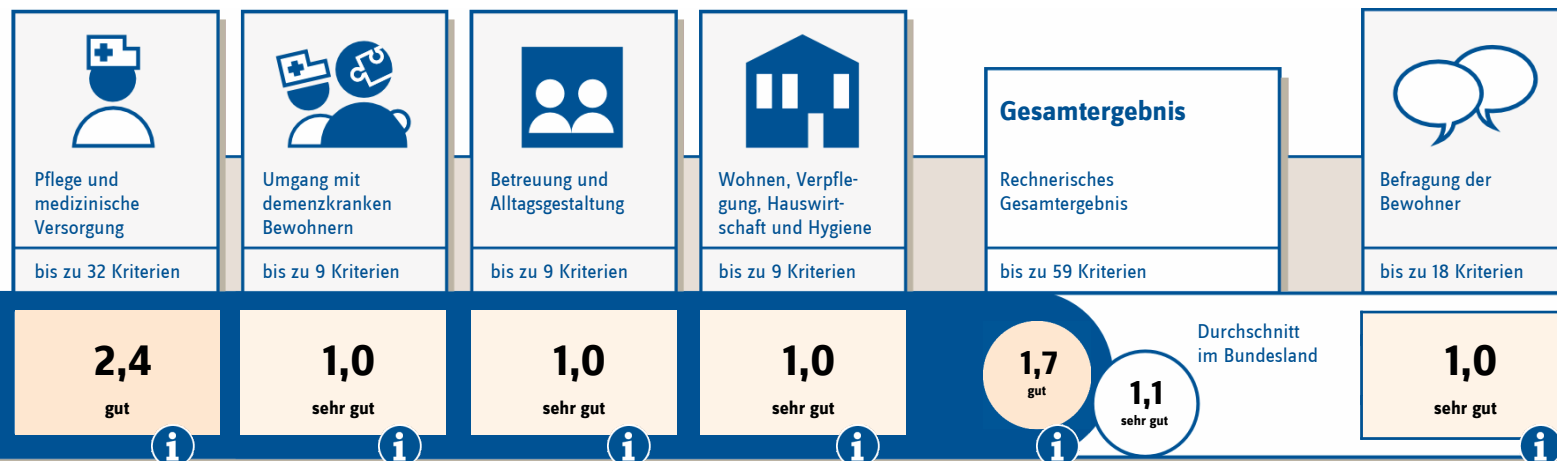 Pflege und
medizinische
Versorgung
bis zu 32 Kriterien
2,4
gut
Umgang mit
demenzkranken
Bewohnern
bis zu 9 Kriterien
1,0
sehr gut
Betreuung und
Alltagsgestaltung
bis zu 9 Kriterien
1,0
sehr gut
Wohnen, Verpfle-
gung, Hauswirt-
schaft und Hygiene
bis zu 9 Kriterien
1,0
sehr gut
Gesamtergebnis
Rechnerisches
Gesamtergebnis
bis zu 59 Kriterien
1,7
gut
1,1
sehr gut
Durchschnitt
im Bundesland
Befragung der
Bewohner
bis zu 18 Kriterien
1,0
sehr gut